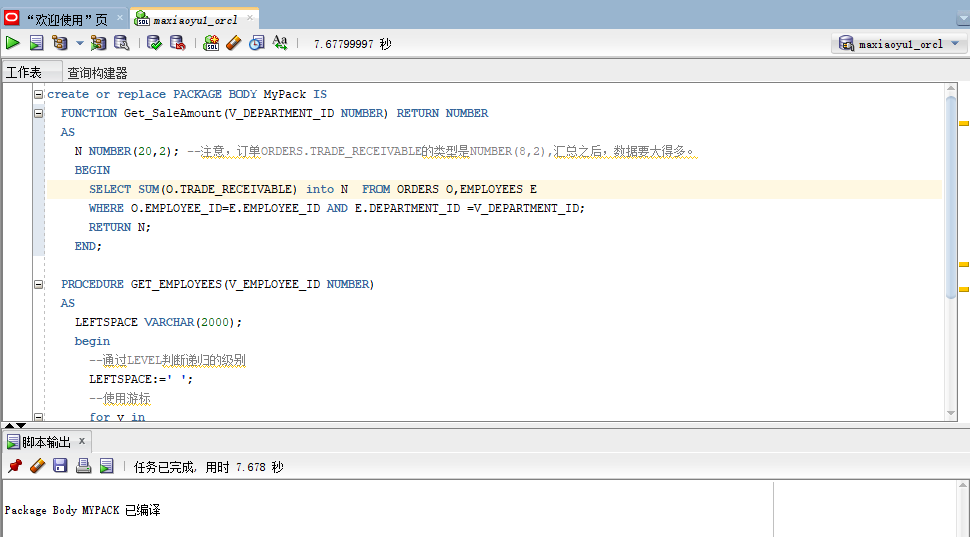 “欢迎使用”页
maxiaoyu1_orcl
7.67799997 秒
maxiaoyu1_orcl
工作表
查询构建器
create or replace PACKAGE BODY MyPack IS
FUNCTION Get_SaleAmount(V_DEPARTMENT_ID NUMBER) RETURN NUMBER
AS
N NUMBER(20,2); --注意，订单ORDERS.TRADE_RECEIVABLE的类型是NUMBER(8,2),汇总之后，数据要大得多。
BEGIN
SELECT SUM(O.TRADE_RECEIVABLE) into N  FROM ORDERS O,EMPLOYEES E
WHERE O.EMPLOYEE_ID=E.EMPLOYEE_ID AND E.DEPARTMENT_ID =V_DEPARTMENT_ID;
RETURN N;
END;
PROCEDURE GET_EMPLOYEES(V_EMPLOYEE_ID NUMBER)
AS
LEFTSPACE VARCHAR(2000);
begin
--通过LEVEL判断递归的级别
LEFTSPACE:=' ';
--使用游标
for v in
脚本输出
任务已完成, 用时 7.678 秒
Package Body MYPACK 已编译